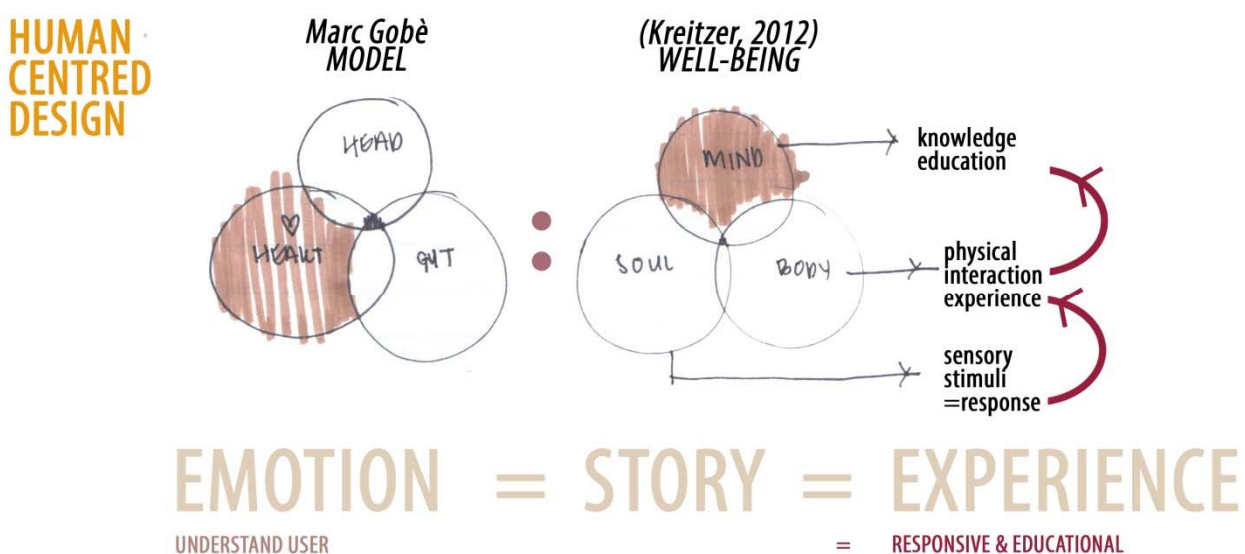 HUMAN
CENTRED
DESIGN
Marc Gobè
MODEL
(Kreitzer, 2012)
WELL-BEING
HEAD
HEART
GUT
:
MIND
SOUL
BODY
knowledge
education
physical
interaction
experience
sensory
stimuli
=response
EMOTION = STORY = EXPERIENCE
UNDERSTAND USER = RESPONSIVE & EDUCATIONAL